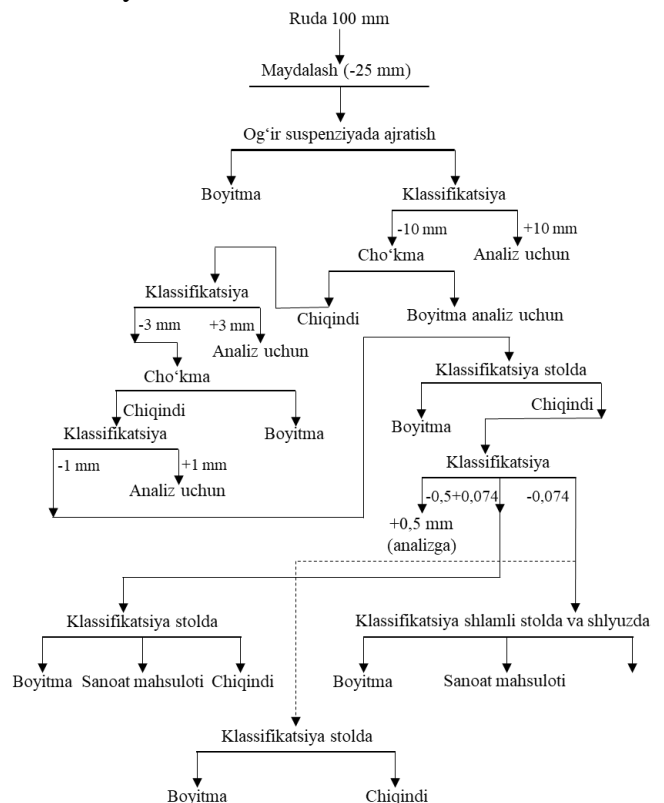 Ruda 100 mm
Maydalash (-25 mm)
Og‘ir suspenziyada ajratish
Boyitma
Klassifikatsiya
-10 mm
+10 mm
Cho‘kma
Analiz uchun
Klassifikatsiya
Chiqindi
Boyitma analiz uchun
-3 mm
+3 mm
Analiz uchun
Cho‘kma
Klassifikatsiya stolda
Chiqindi
Boyitma
Klassifikatsiya
Boyitma
Chiqindi
-1 mm
+1 mm
Analiz uchun
Klassifikatsiya
-0,5+0,074
-0,074
+0,5 mm
(analizga)
Klassifikatsiya stolda
Klassifikatsiya shlamli stolda va shlyuzda
Boyitma
Sanoat mahsuloti
Chiqindi
Boyitma
Sanoat mahsuloti
Klassifikatsiya stolda
Boyitma
Chiqindi